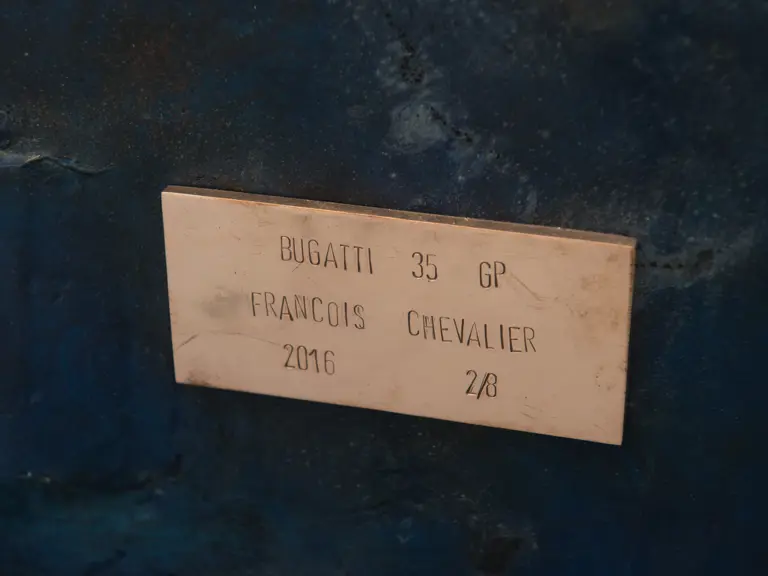 BUGATTI 35 GP
FRANCOIS CHEVALIER
2016 2/8